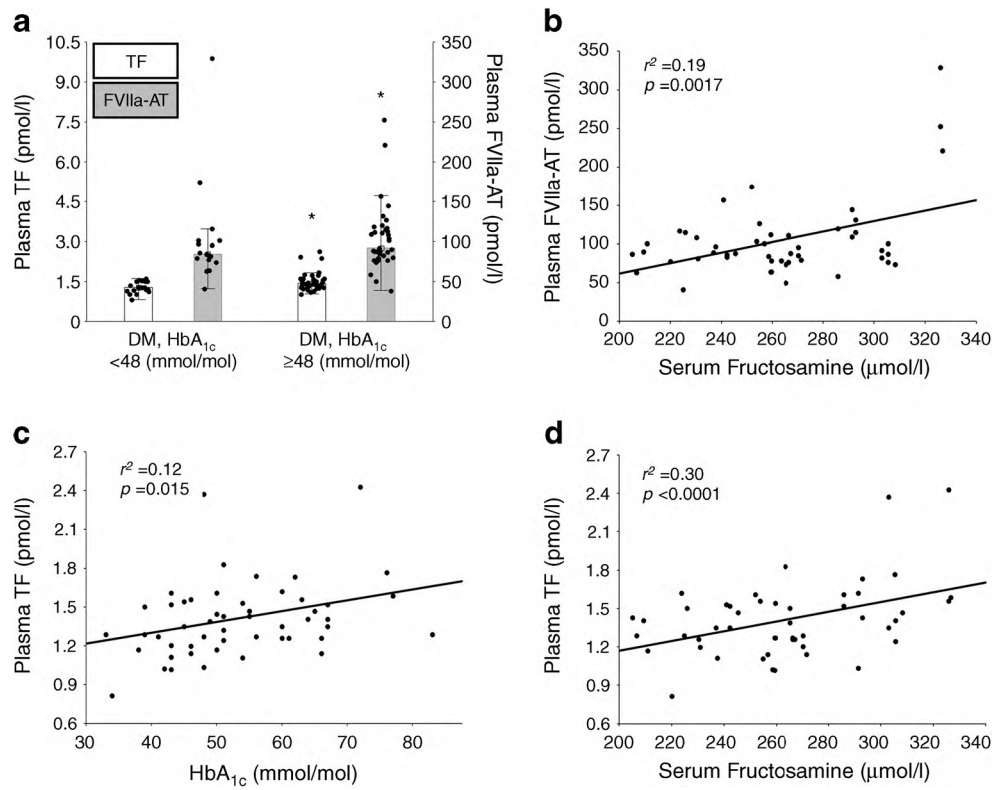 a
Plasma TF (pmol/l)
10.5
9.0
7.5
6.0
4.5
3.0
1.5
0
TF
FVIIa-AT
*
*
350
300
250
200
150
100
50
0
Plasma FVIIa-AT (pmol/l)
DM, HbA1c
<48 (mmol/mol)
DM, HbA1c
≥48 (mmol/mol)
b
Plasma FVIIa-AT (pmol/l)
350
300
250
200
150
100
50
0
r² =0.19
p =0.0017
200 220 240 260 280 300 320 340
Serum Fructosamine (μmol/l)
c
Plasma TF (pmol/l)
2.7
2.4
2.1
1.8
1.5
1.2
0.9
0.6
r² =0.12
p =0.015
30 40 50 60 70 80
HbA1c (mmol/mol)
d
Plasma TF (pmol/l)
2.7
2.4
2.1
1.8
1.5
1.2
0.9
0.6
r² =0.30
p <0.0001
200 220 240 260 280 300 320 340
Serum Fructosamine (μmol/l)